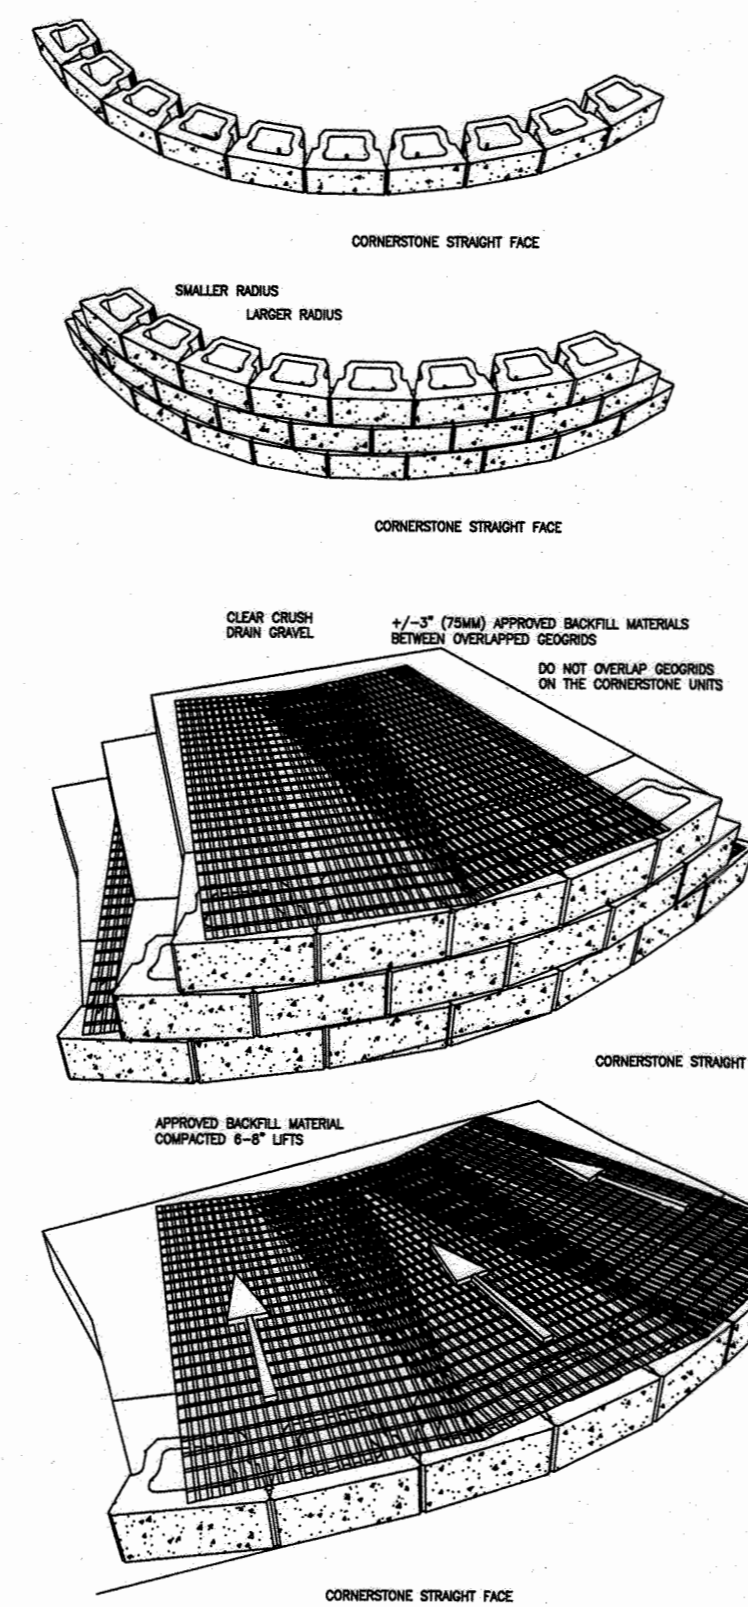 CORNERSTONE STRAIGHT FACE
SMALLER RADIUS
LARGER RADIUS
CORNERSTONE STRAIGHT FACE
CLEAR CRUSH
DRAIN GRAVEL
+/-3" (75MM) APPROVED BACKFILL MATERIALS
BETWEEN OVERLAPPED GEOGRIDS
DO NOT OVERLAP GEOGRIDS
ON THE CORNERSTONE UNITS
CORNERSTONE STRAIGHT
APPROVED BACKFILL MATERIAL
COMPACTED 6-8" LIFTS
CORNERSTONE STRAIGHT FACE